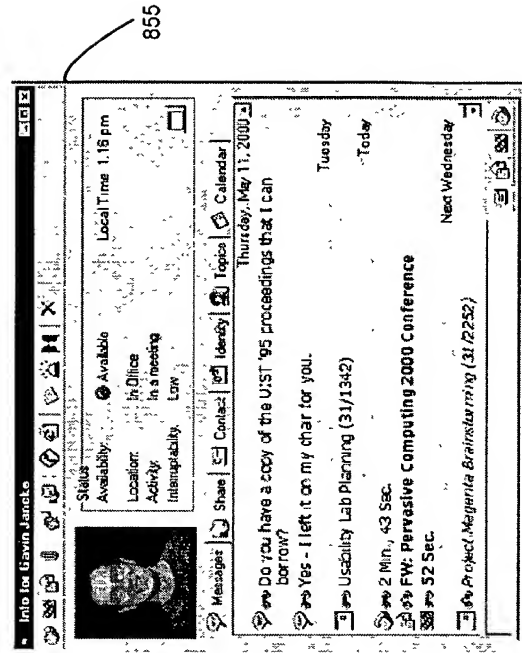 855
Info for Gavin Jancke
Status
Availability: Available Local Time 1.16 pm
Location: In Office
Activity: In a meeting
Interruptability. Low
Messages Share Contact Identity Topics Calendar
Thursday, May 11, 2000
Do you have a copy of the UIST '95 proceedings that I can
borrow?
Yes - I left it on my chair for you.
Tuesday
Usability Lab Planning (31/1342)
Today
2 Min., 43 Sec.
FW: Pervasive Computing 2000 Conference
52 Sec.
Next Wednesday
Project Magenta Brainstorming (31/2252)